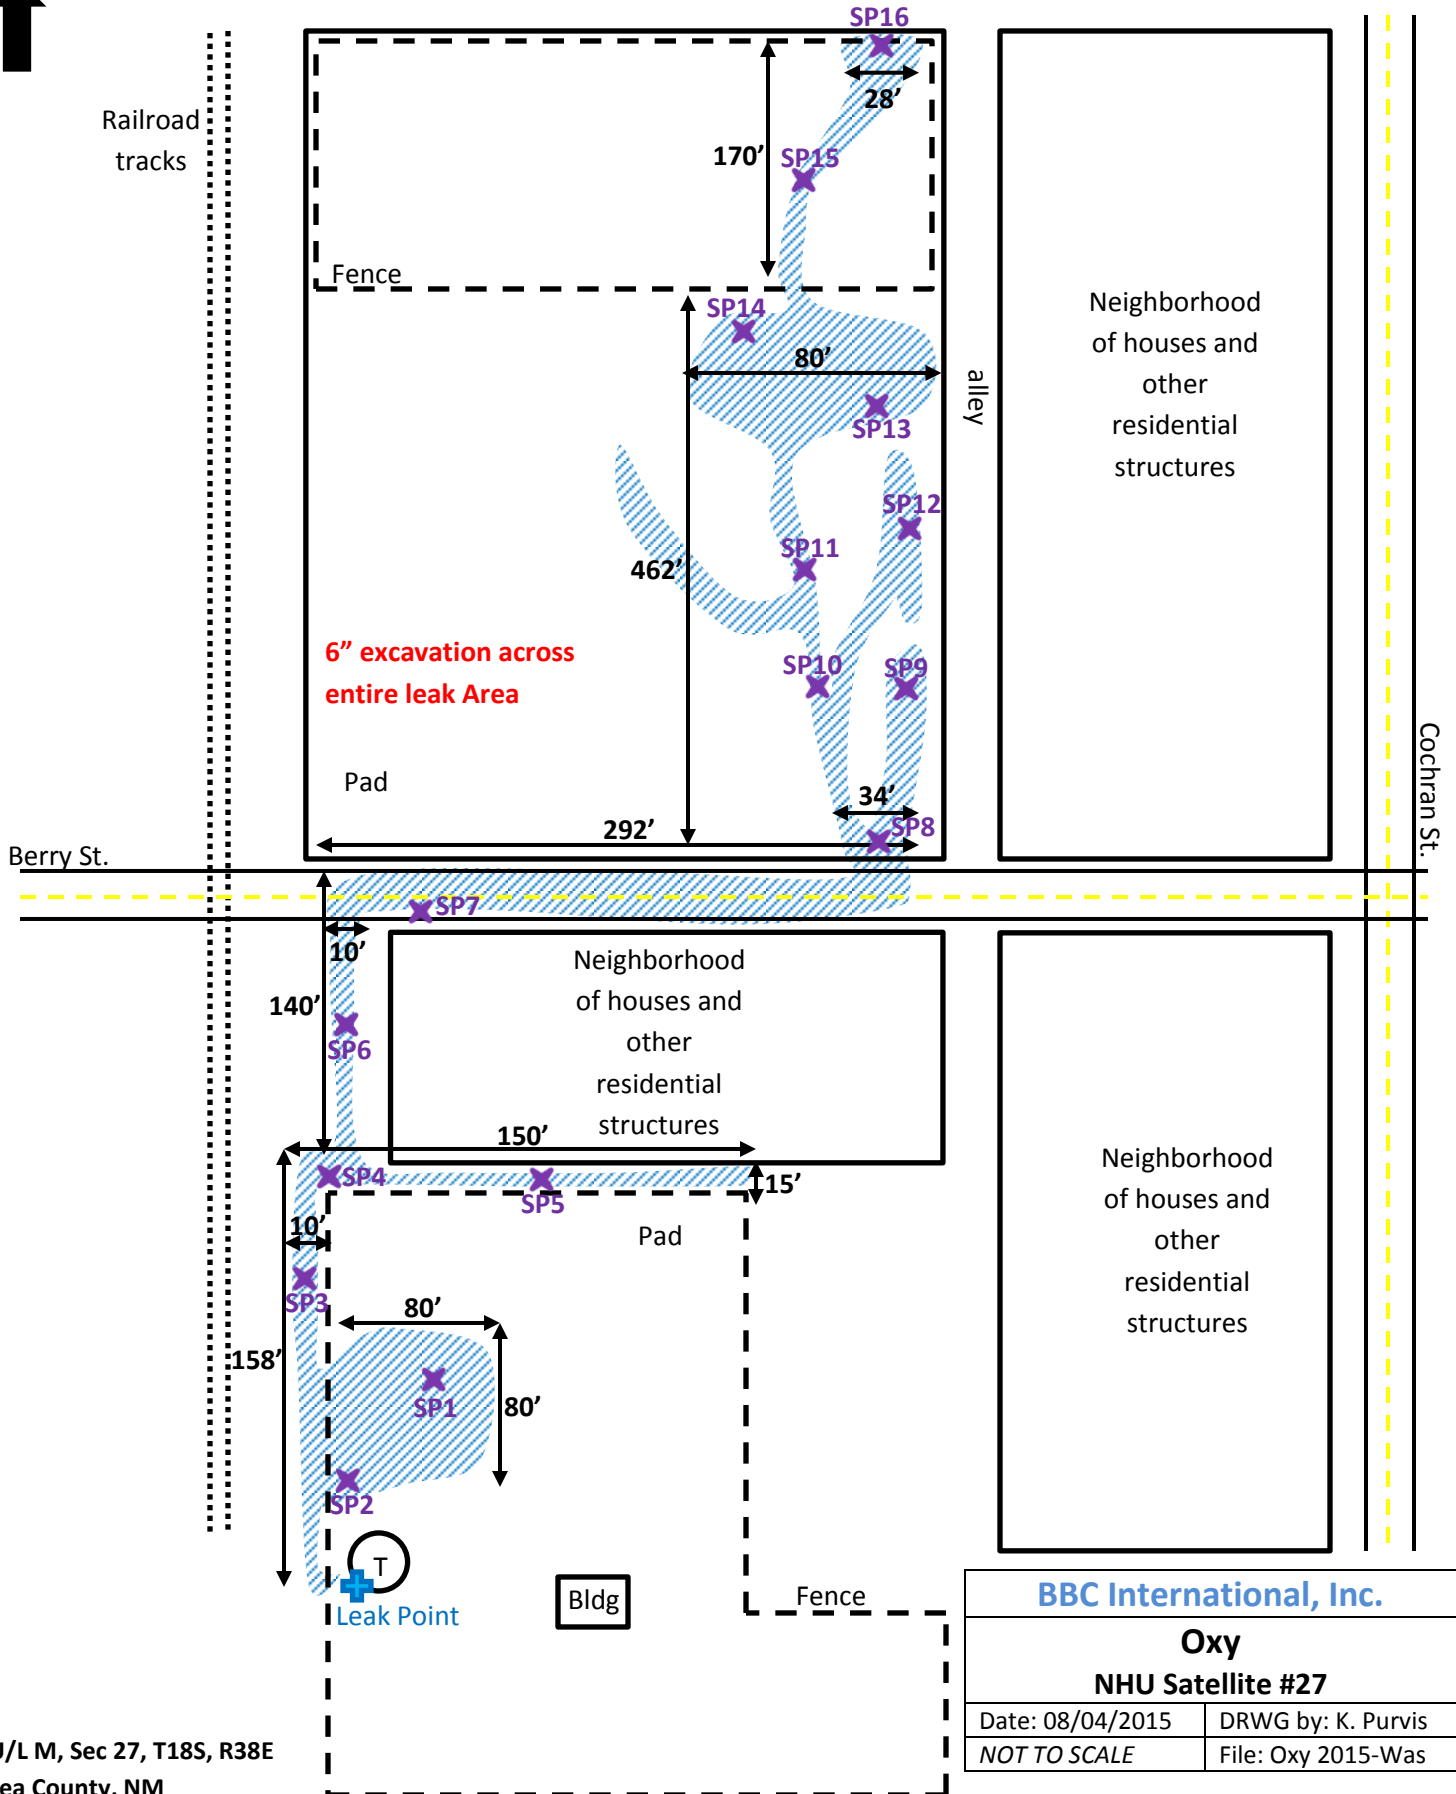 SP16
28'
Railroad
tracks
170'
SP15
Fence
SP14
80'
SP13
alley
Neighborhood
of houses and
other
residential
structures
SP12
SP11
462'
6" excavation across
entire leak Area
SP10
SP9
Pad
34'
292'
SP8
Cochran St.
Berry St.
SP7
10'
140'
SP6
Neighborhood
of houses and
other
residential
structures
150'
SP4
SP5
15'
10'
Pad
Neighborhood
of houses and
other
residential
structures
SP3
80'
158'
SP1
80'
SP2
T
Leak Point
Bldg
Fence
BBC International, Inc.
Oxy
NHU Satellite #27
Date: 08/04/2015
DRWG by: K. Purvis
NOT TO SCALE
File: Oxy 2015-Was
/L M, Sec 27, T18S, R38E
ea County, NM